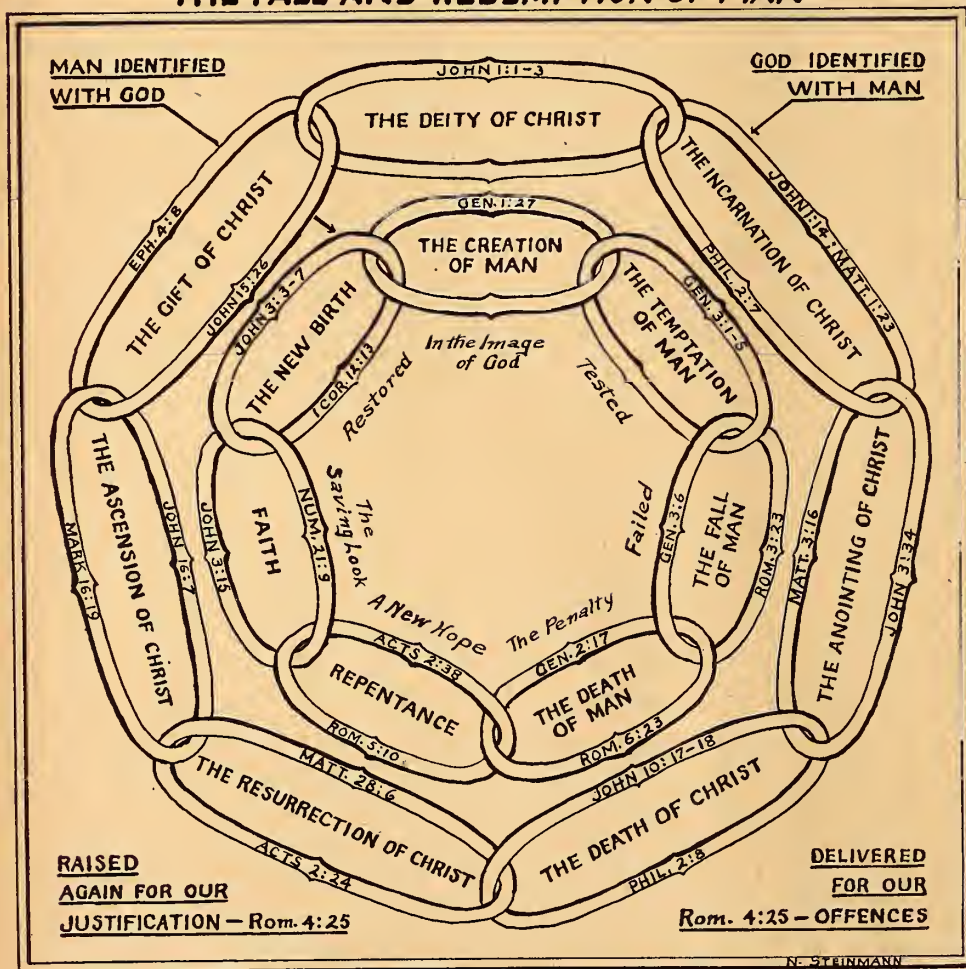 THE FALL AND REDEMPTION OF MAN
MAN IDENTIFIED
WITH GOD
GOD IDENTIFIED
WITH MAN
JOHN 1:1-3
THE DEITY OF CHRIST
JOHN 1:14; MATT. 1:23
THE INCARNATION OF CHRIST
PHIL. 2:7
MATT. 3:16
THE ANOINTING OF CHRIST
JOHN 3:34
JOHN 10:17-18
THE DEATH OF CHRIST
PHIL. 2:8
MATT. 28:6
THE RESURRECTION OF CHRIST
ACTS 2:24
JOHN 16:7
THE ASCENSION OF CHRIST
MARK 16:19
EPH. 4:8
THE GIFT OF CHRIST
JOHN 15:26
GEN. 1:27
THE CREATION
OF MAN
In the Image
of God
GEN. 3:1-5
THE TEMPTATION
OF MAN
Tested
Failed
GEN. 3:6
THE FALL
OF MAN
ROM. 3:23
The Penalty
GEN. 2:17
THE DEATH
OF MAN
ROM. 6:23
A New Hope
ACTS 2:38
REPENTANCE
ROM. 5:10
The
Saving Look
NUM. 21:9
FAITH
JOHN 3:15
Restored
JOHN 3:3-7
THE NEW BIRTH
1 COR. 12:13
RAISED
AGAIN FOR OUR
JUSTIFICATION – Rom. 4:25
DELIVERED
FOR OUR
Rom. 4:25 – OFFENCES
N. STEINMANN